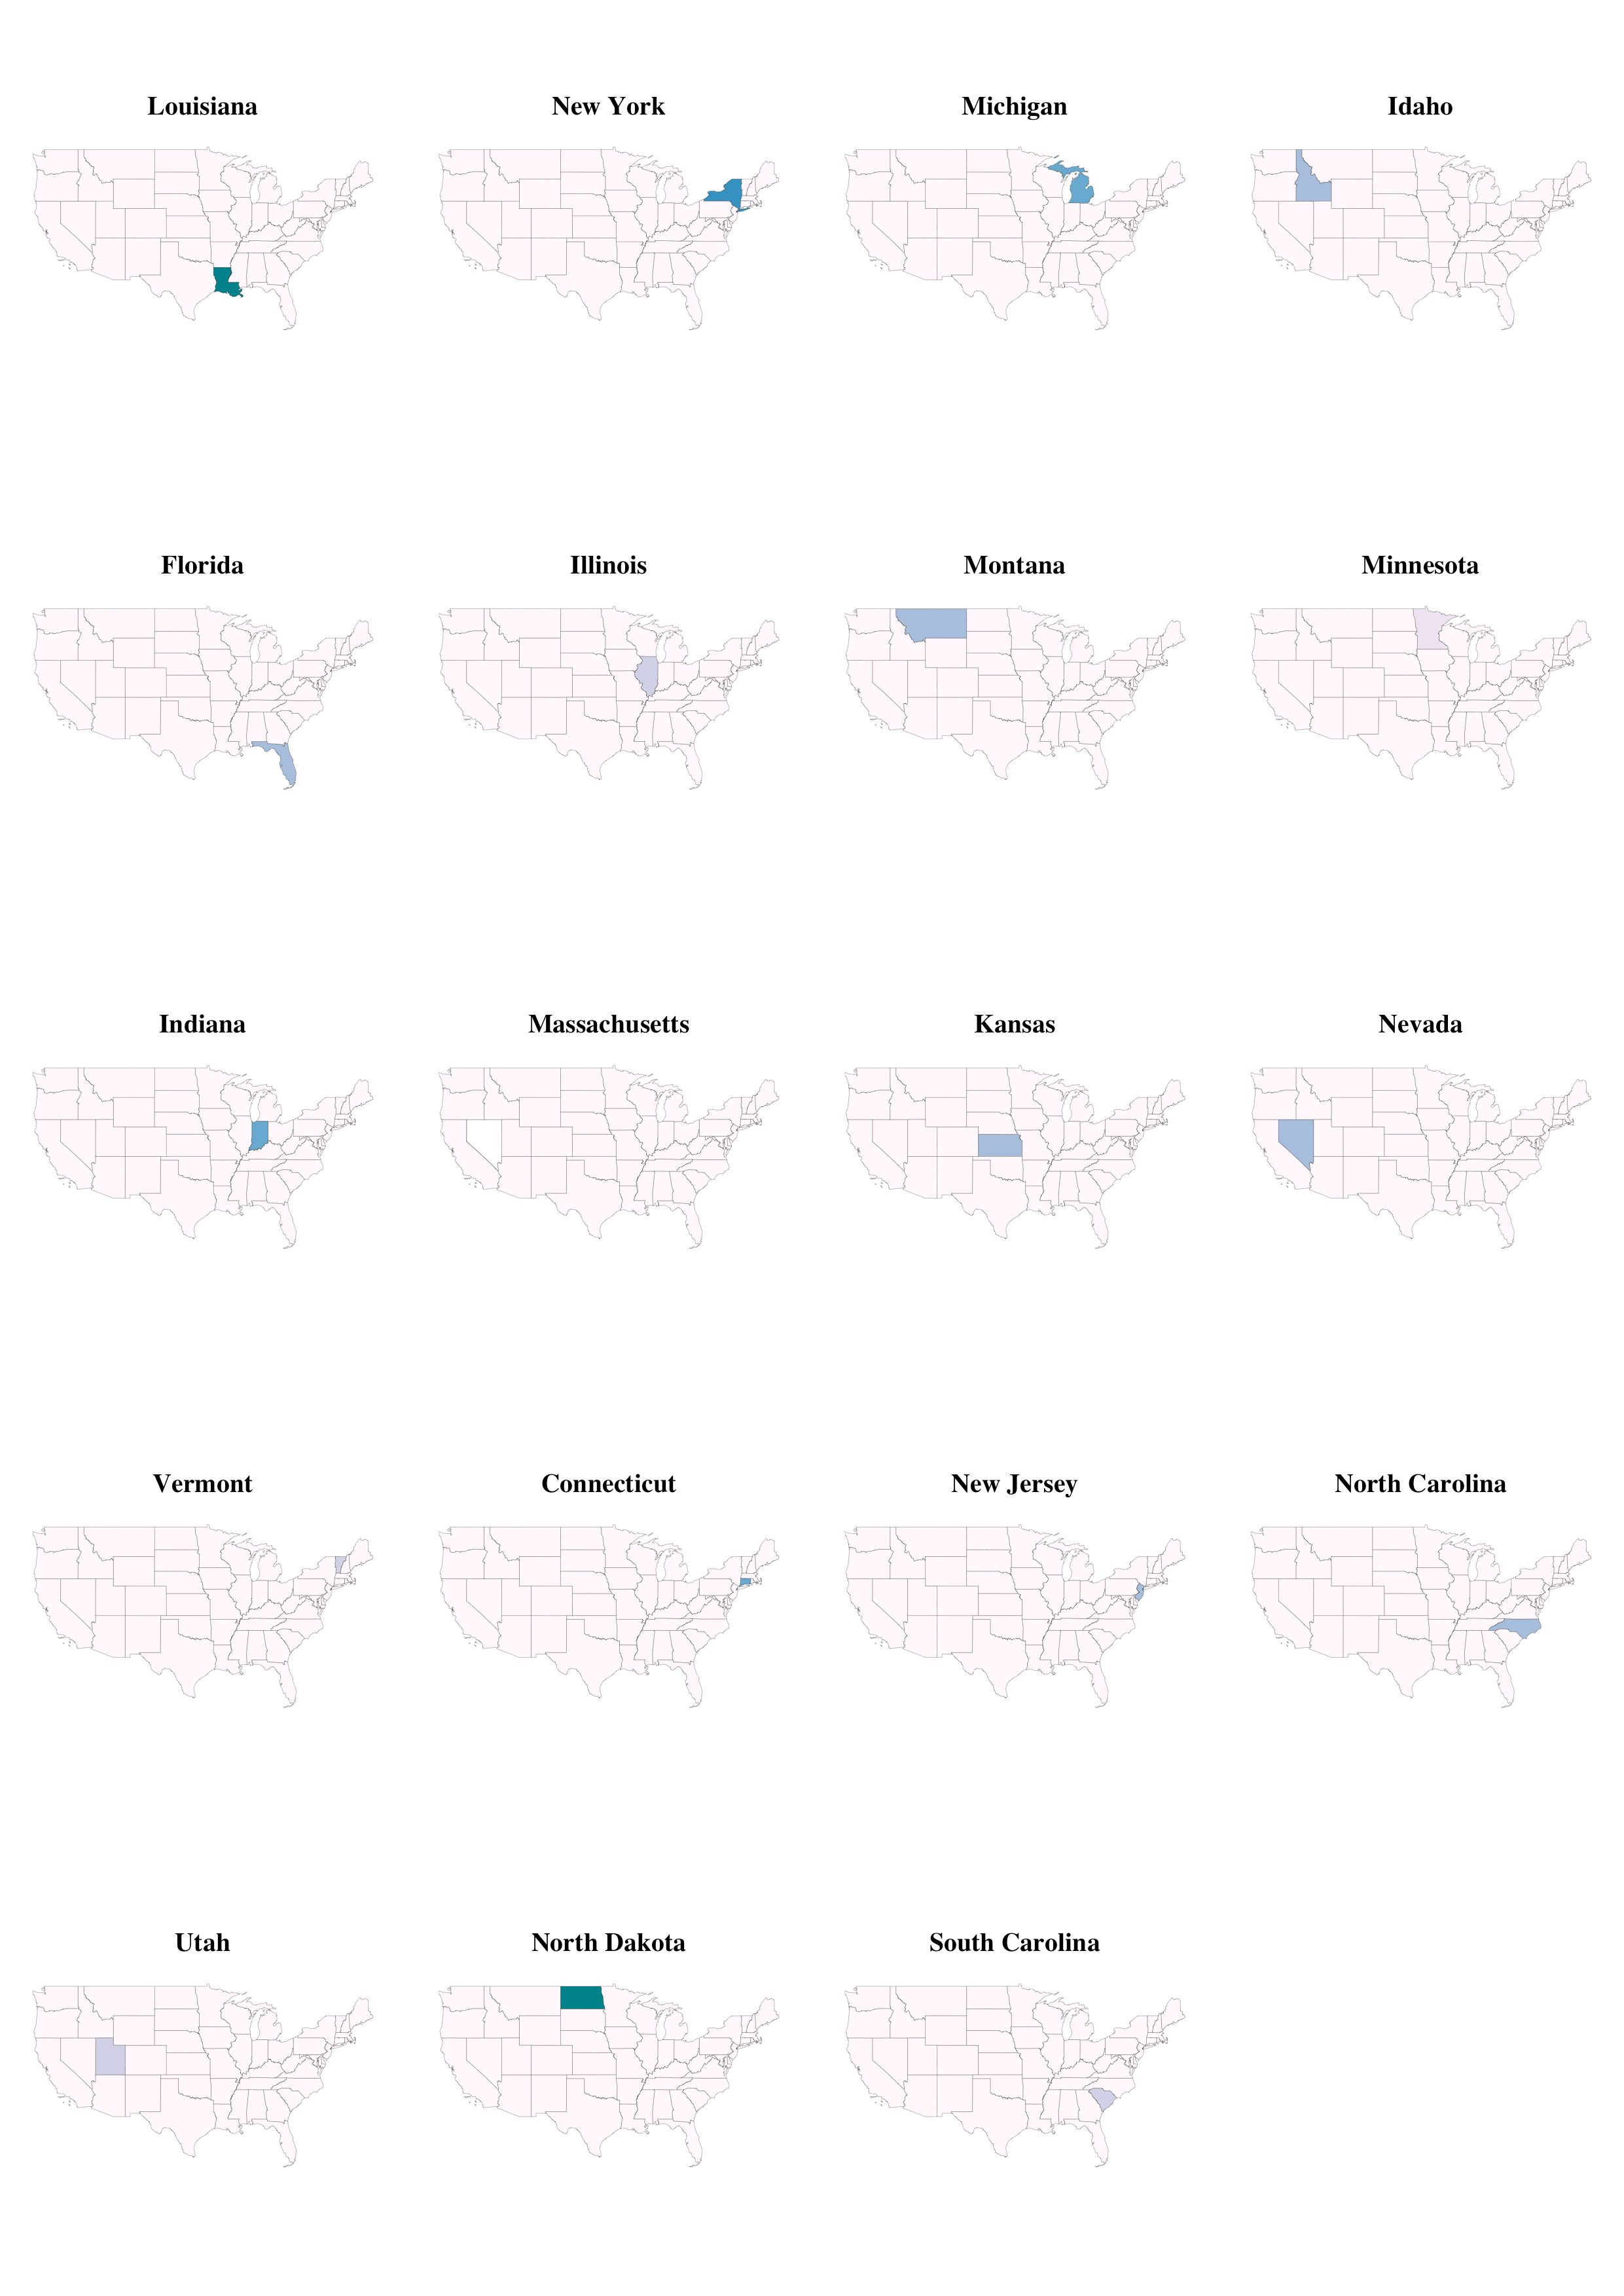 Louisiana
New York
Michigan
Idaho
Florida
Illinois
Montana
Minnesota
Indiana
Massachusetts
Kansas
Nevada
Vermont
Connecticut
New Jersey
North Carolina
Utah
North Dakota
South Carolina